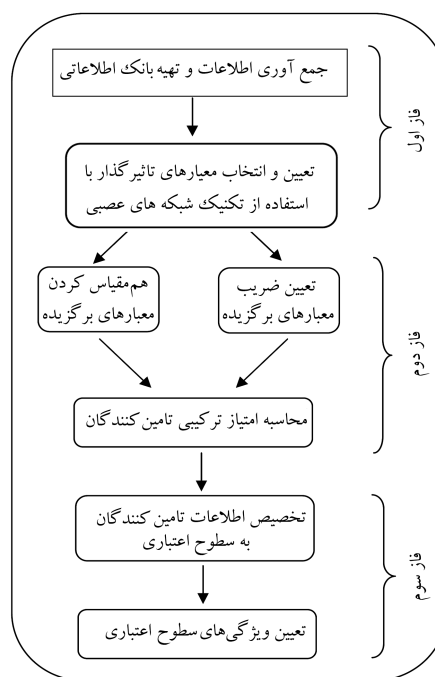 جمع آوری اطلاعات و تهیه بانک اطلاعاتی
فاز اول
تعیین و انتخاب معیارهای تاثیرگذار با
استفاده از تکنیک شبکه های عصبی
تعیین ضریب
معیارهای برگزیده
هم‌مقیاس کردن
معیارهای برگزیده
فاز دوم
محاسبه امتیاز ترکیبی تامین کنندگان
تخصیص اطلاعات تامین کنندگان
به سطوح اعتباری
فاز سوم
تعیین ویژگی‌های سطوح اعتباری